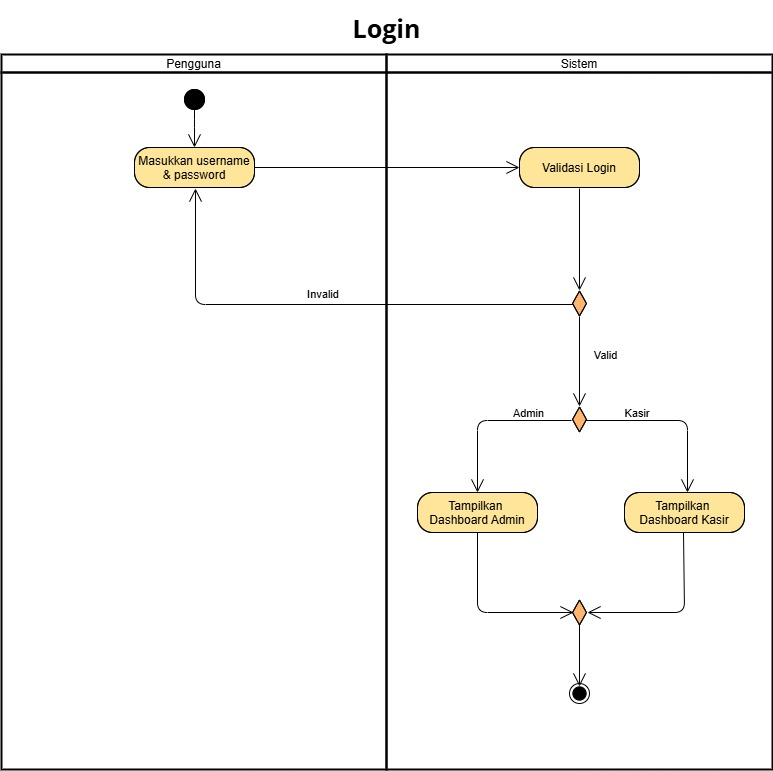 Login
Pengguna
Sistem
Masukkan username
& password
Validasi Login
Invalid
Valid
Admin
Kasir
Tampilkan
Dashboard Admin
Tampilkan
Dashboard Kasir